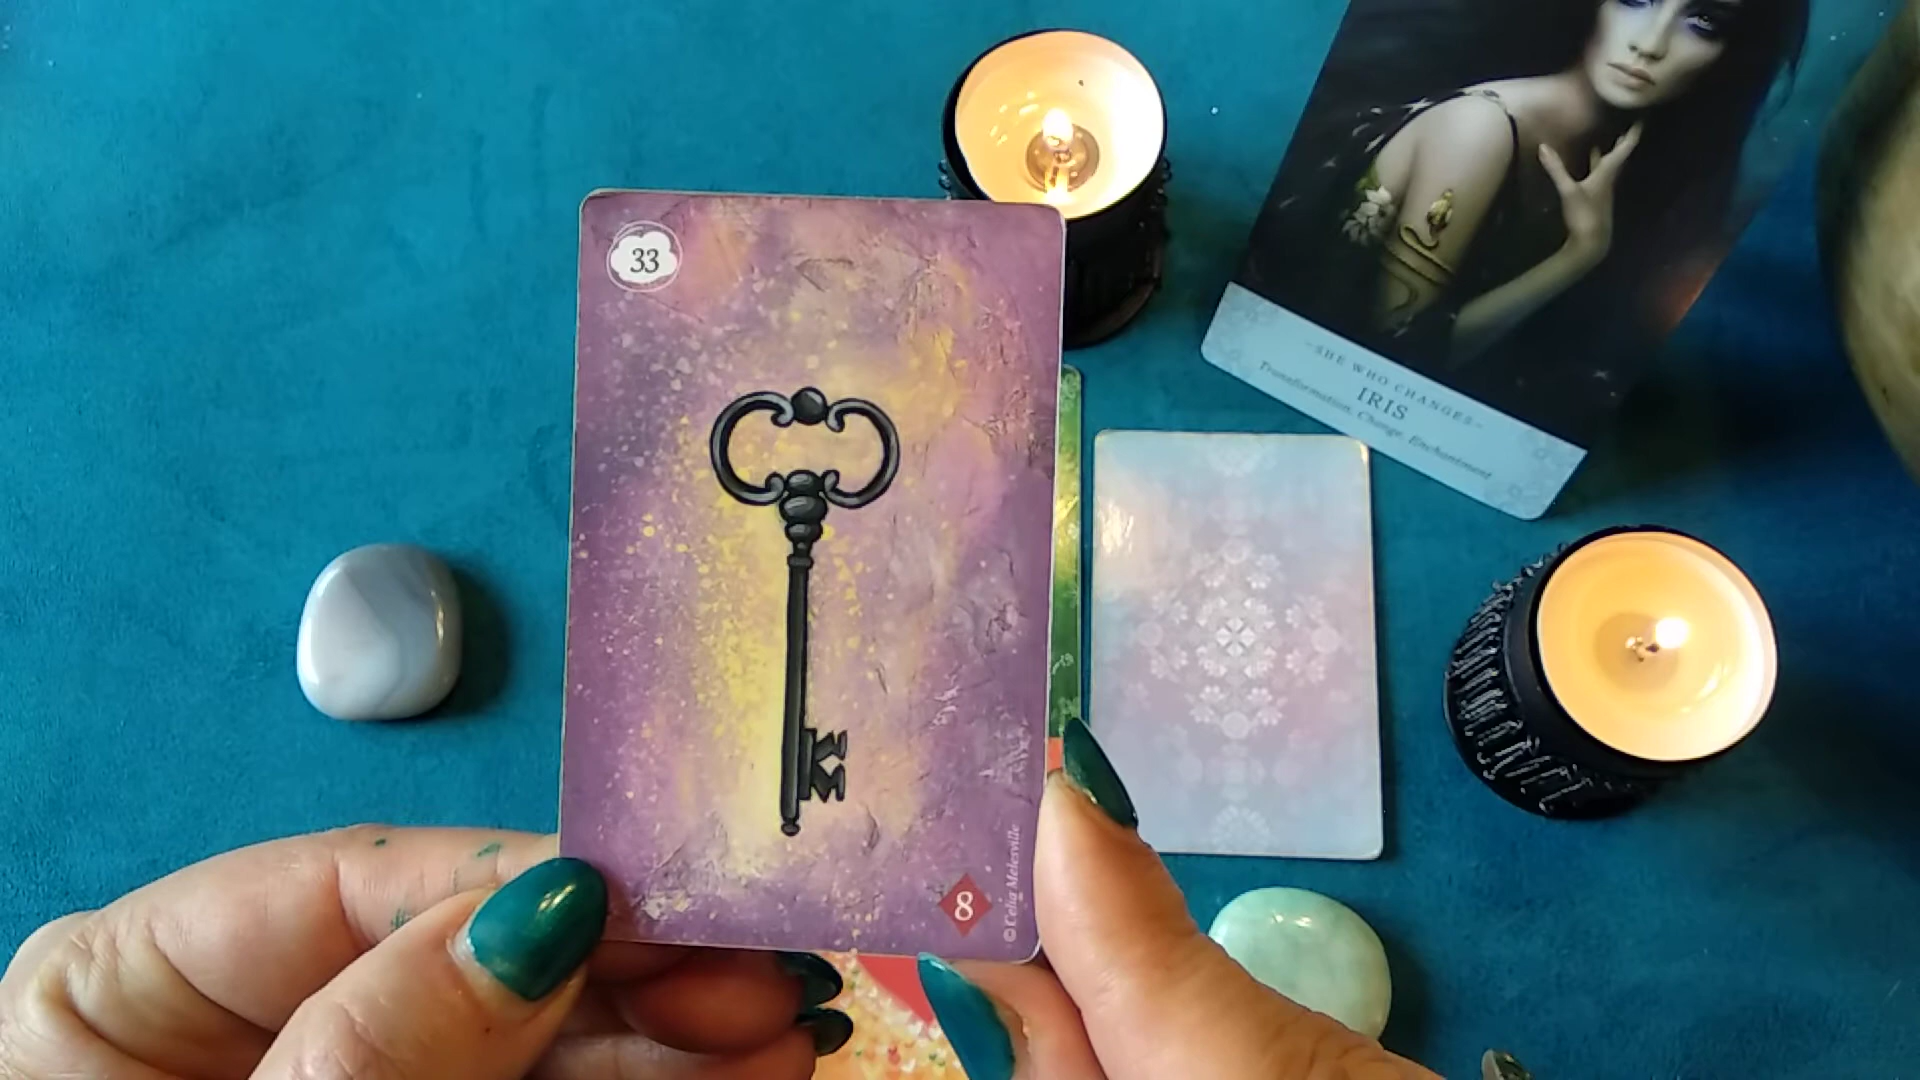 33
8
© Celia Melesville
~SHE WHO CHANGES~
IRIS
Transformation, Change, Enchantment